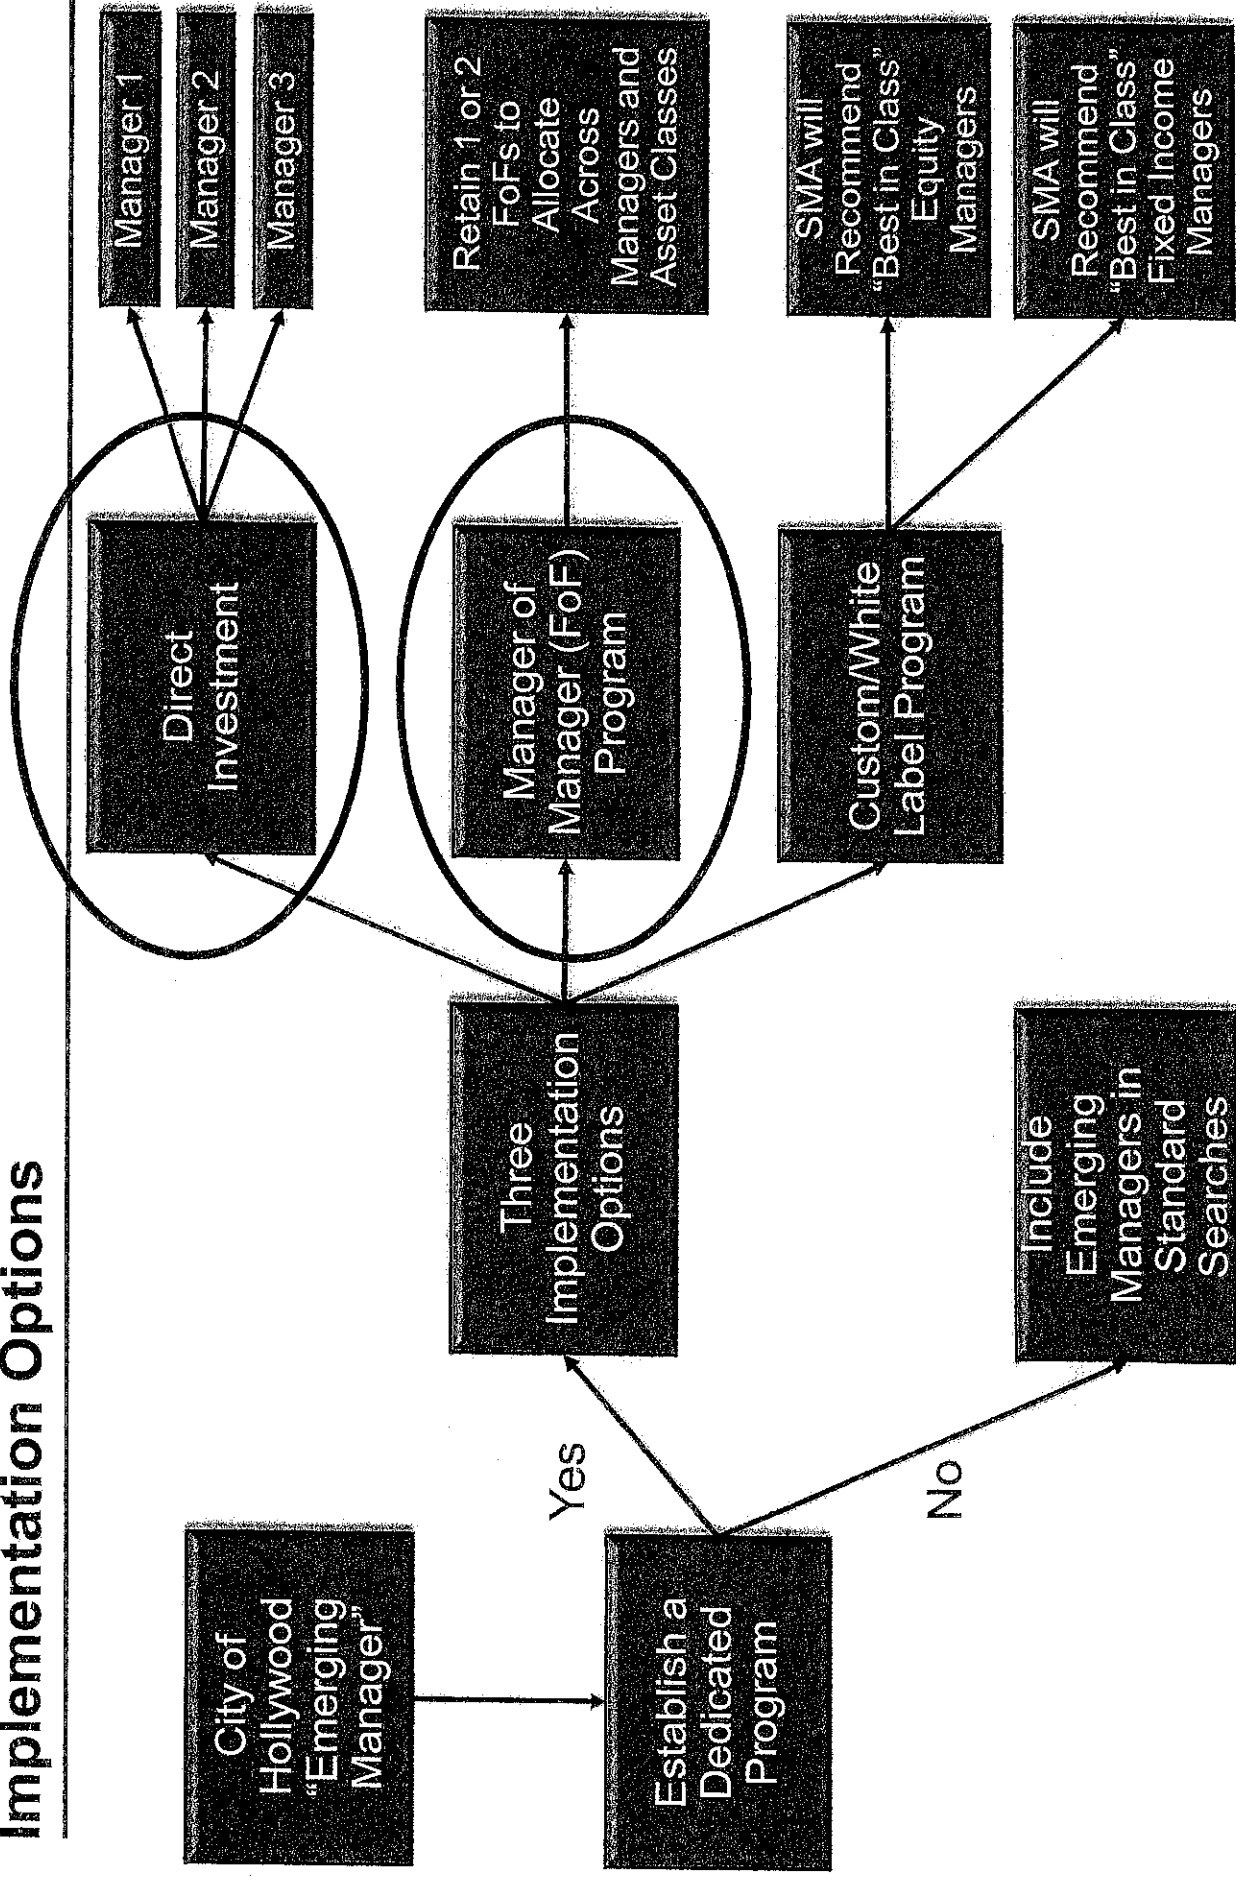 Implementation Options
City of
Hollywood
“Emerging
Manager”
Establish a
Dedicated
Program
Yes
No
Three
Implementation
Options
Include
Emerging
Managers in
Standard
Searches
Direct
Investment
Manager of
Manager (FoF)
Program
Custom/White
Label Program
Manager 1
Manager 2
Manager 3
Retain 1 or 2
FoFs to
Allocate
Across
Managers and
Asset Classes
SMA will
Recommend
“Best in Class”
Equity
Managers
SMA will
Recommend
“Best in Class”
Fixed Income
Managers